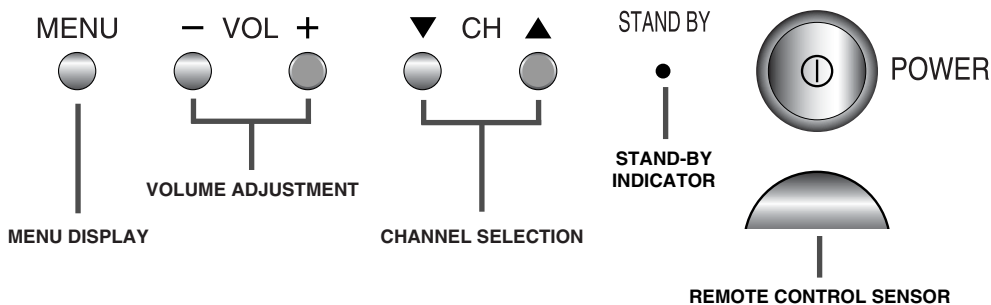 MENU
− VOL +
▼ CH ▲
STAND BY
POWER
STAND-BY
INDICATOR
VOLUME ADJUSTMENT
MENU DISPLAY
CHANNEL SELECTION
REMOTE CONTROL SENSOR